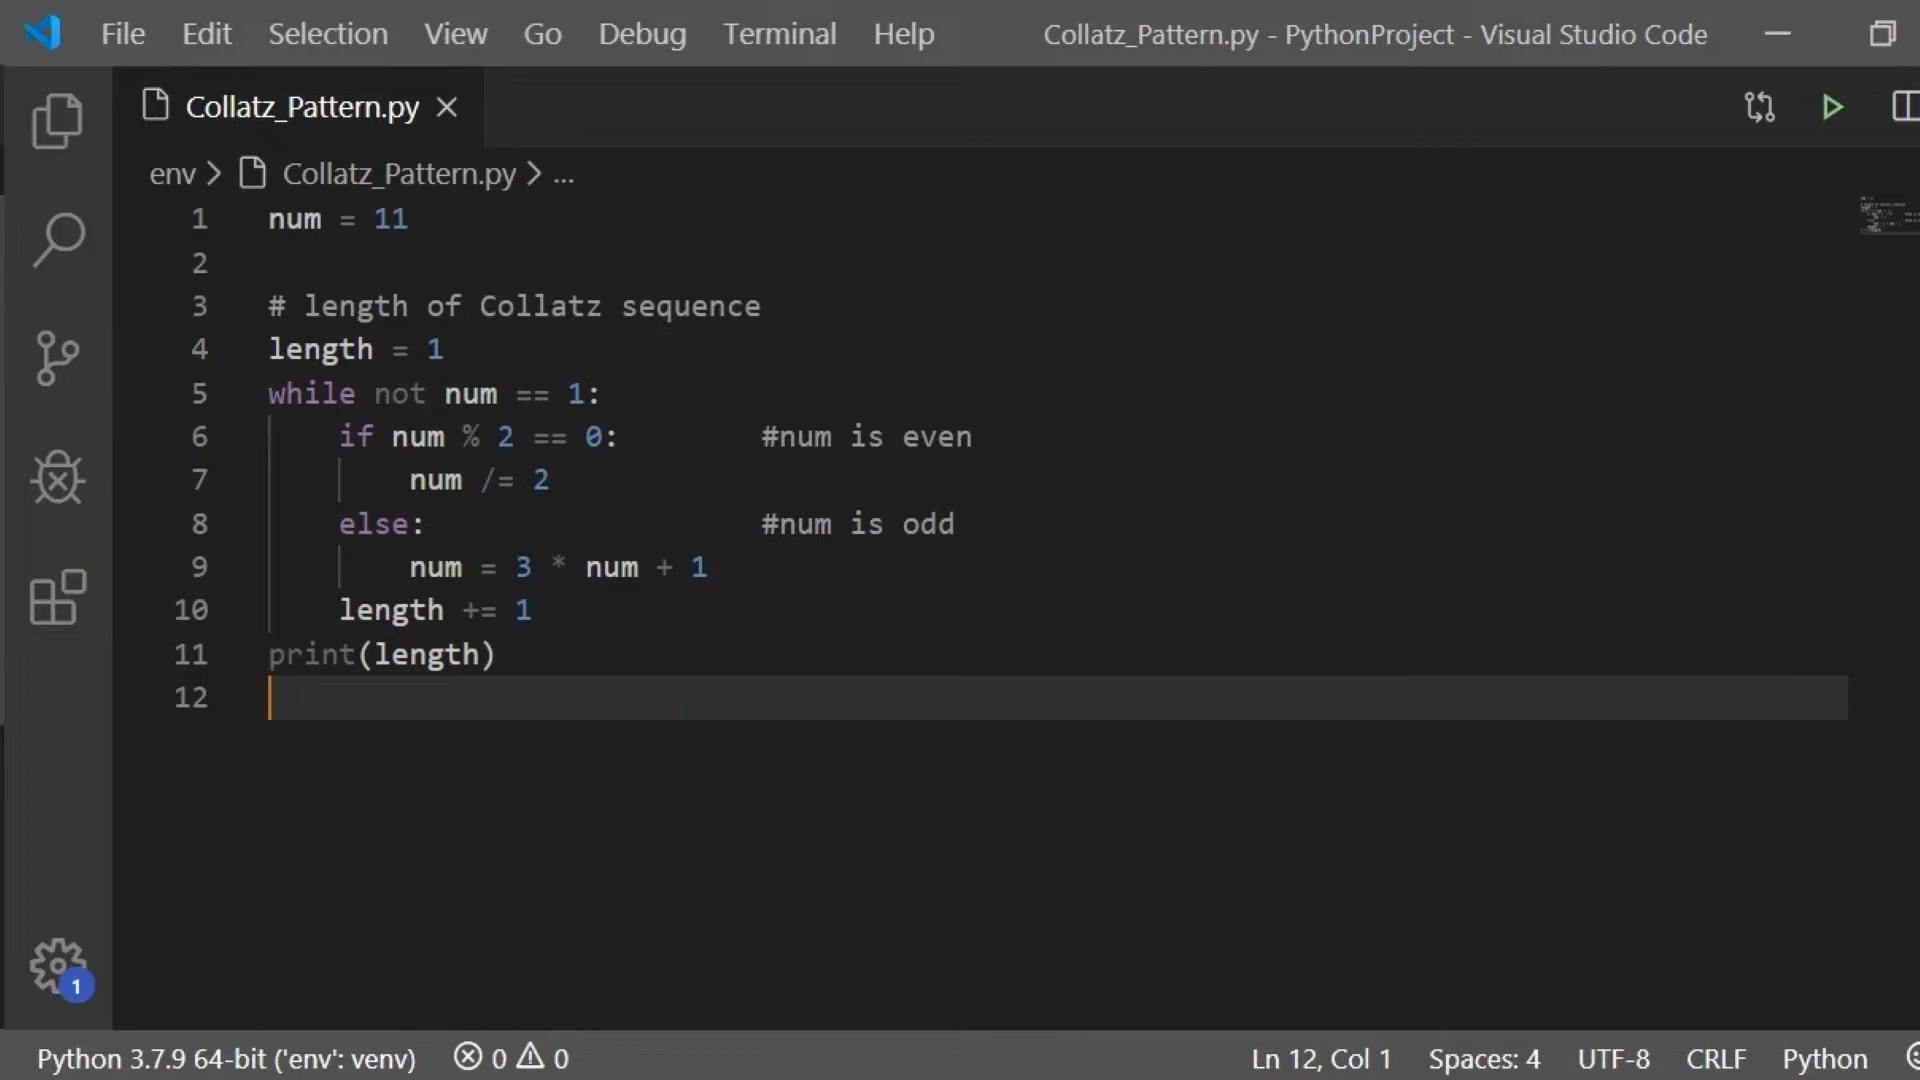 File Edit Selection View Go Debug Terminal Help Collatz_Pattern.py - PythonProject - Visual Studio Code
Collatz_Pattern.py
env > Collatz_Pattern.py > ...
1 num = 11
2
3 # length of Collatz sequence
4 length = 1
5 while not num == 1:
6 if num % 2 == 0: #num is even
7 num /= 2
8 else: #num is odd
9 num = 3 * num + 1
10 length += 1
11 print(length)
12
1
Python 3.7.9 64-bit ('env': venv) 0 0 Ln 12, Col 1 Spaces: 4 UTF-8 CRLF Python